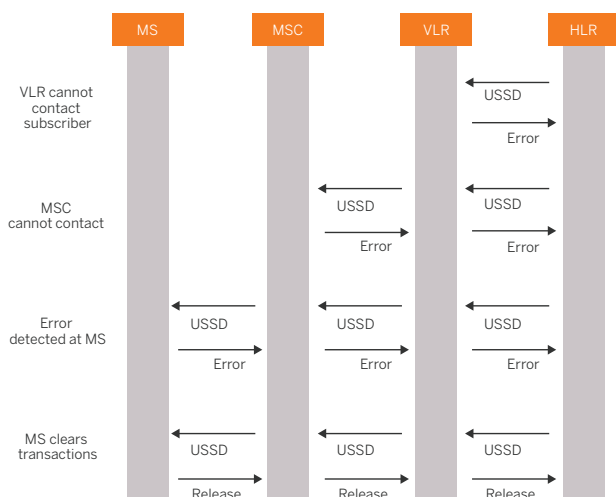 MS MSC VLR HLR
VLR cannot
contact
subscriber
USSD
Error
MSC
cannot contact
USSD USSD
Error Error
Error
detected at MS
USSD USSD USSD
Error Error Error
MS clears
transactions
USSD USSD USSD
Release Release Release